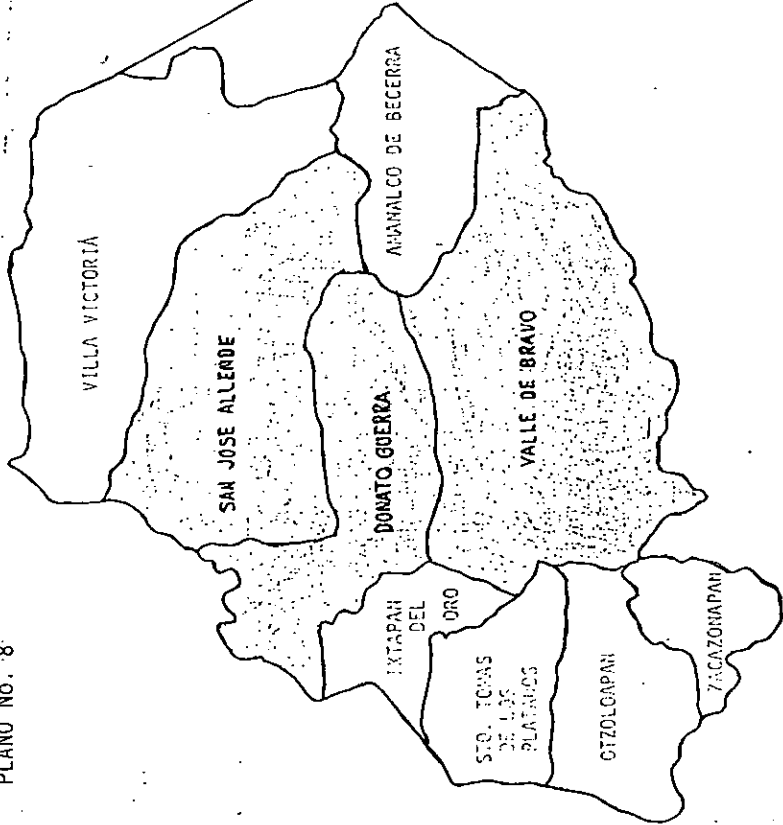 PLANO No. 8
VILLA VICTORIA
SAN JOSE ALLENDE
AMANALCO DE BECERRA
DONATO GUERRA
VALLE DE BRAVO
IXTAPAN
DEL
ORO
STO. TOMAS
DE LOS
PLATANOS
OTZOLOAPAN
ZACAZONAPAN